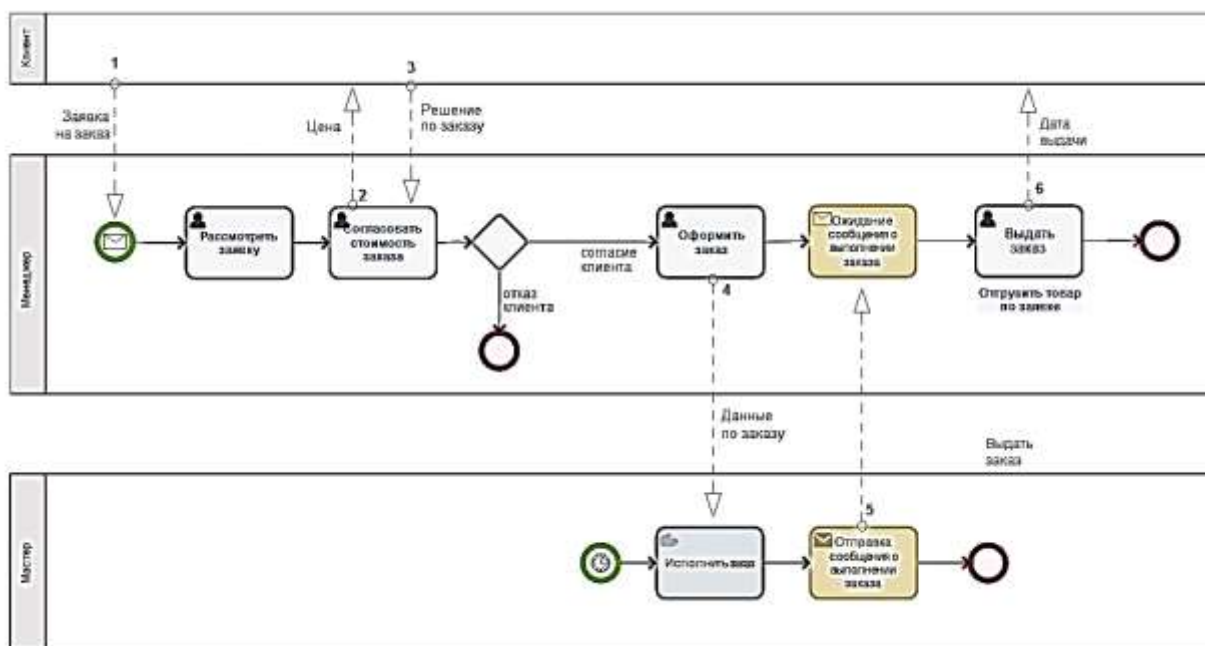 Клиент
1
3
Заявка
на заказ
Цена
Решение
по заказу
Дата
выдачи
Менеджер
2
6
Рассмотреть
заявку
Согласовать
стоимость
заказа
согласие
клиента
отказ
клиента
Оформить
заказ
4
Ожидание
сообщения о
выполнении
заказа
Выдать
заказ
Отгрузить товар
по заявке
Данные
по заказу
Выдать
заказ
Мастер
5
Исполнить заказ
Отправка
сообщения о
выполнении
заказа